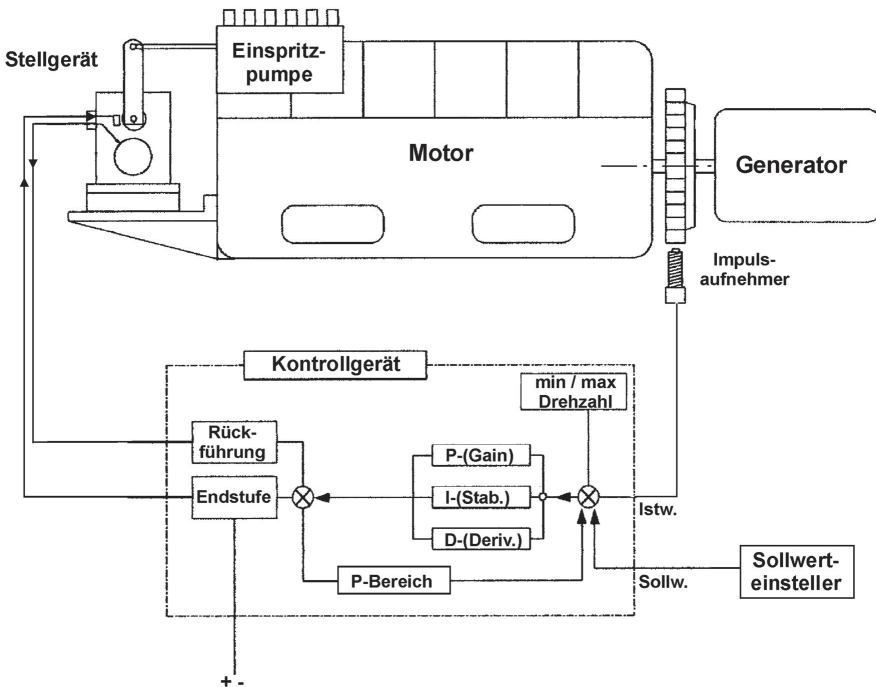 Stellgerät
Einspritz-
pumpe
Motor
Generator
Impuls-
aufnehmer
Kontrollgerät
min / max
Drehzahl
Rück-
führung
P-(Gain)
Endstufe
I-(Stab.)
Istw.
D-(Deriv.)
P-Bereich
Sollw.
Sollwert-
einsteller
+ -